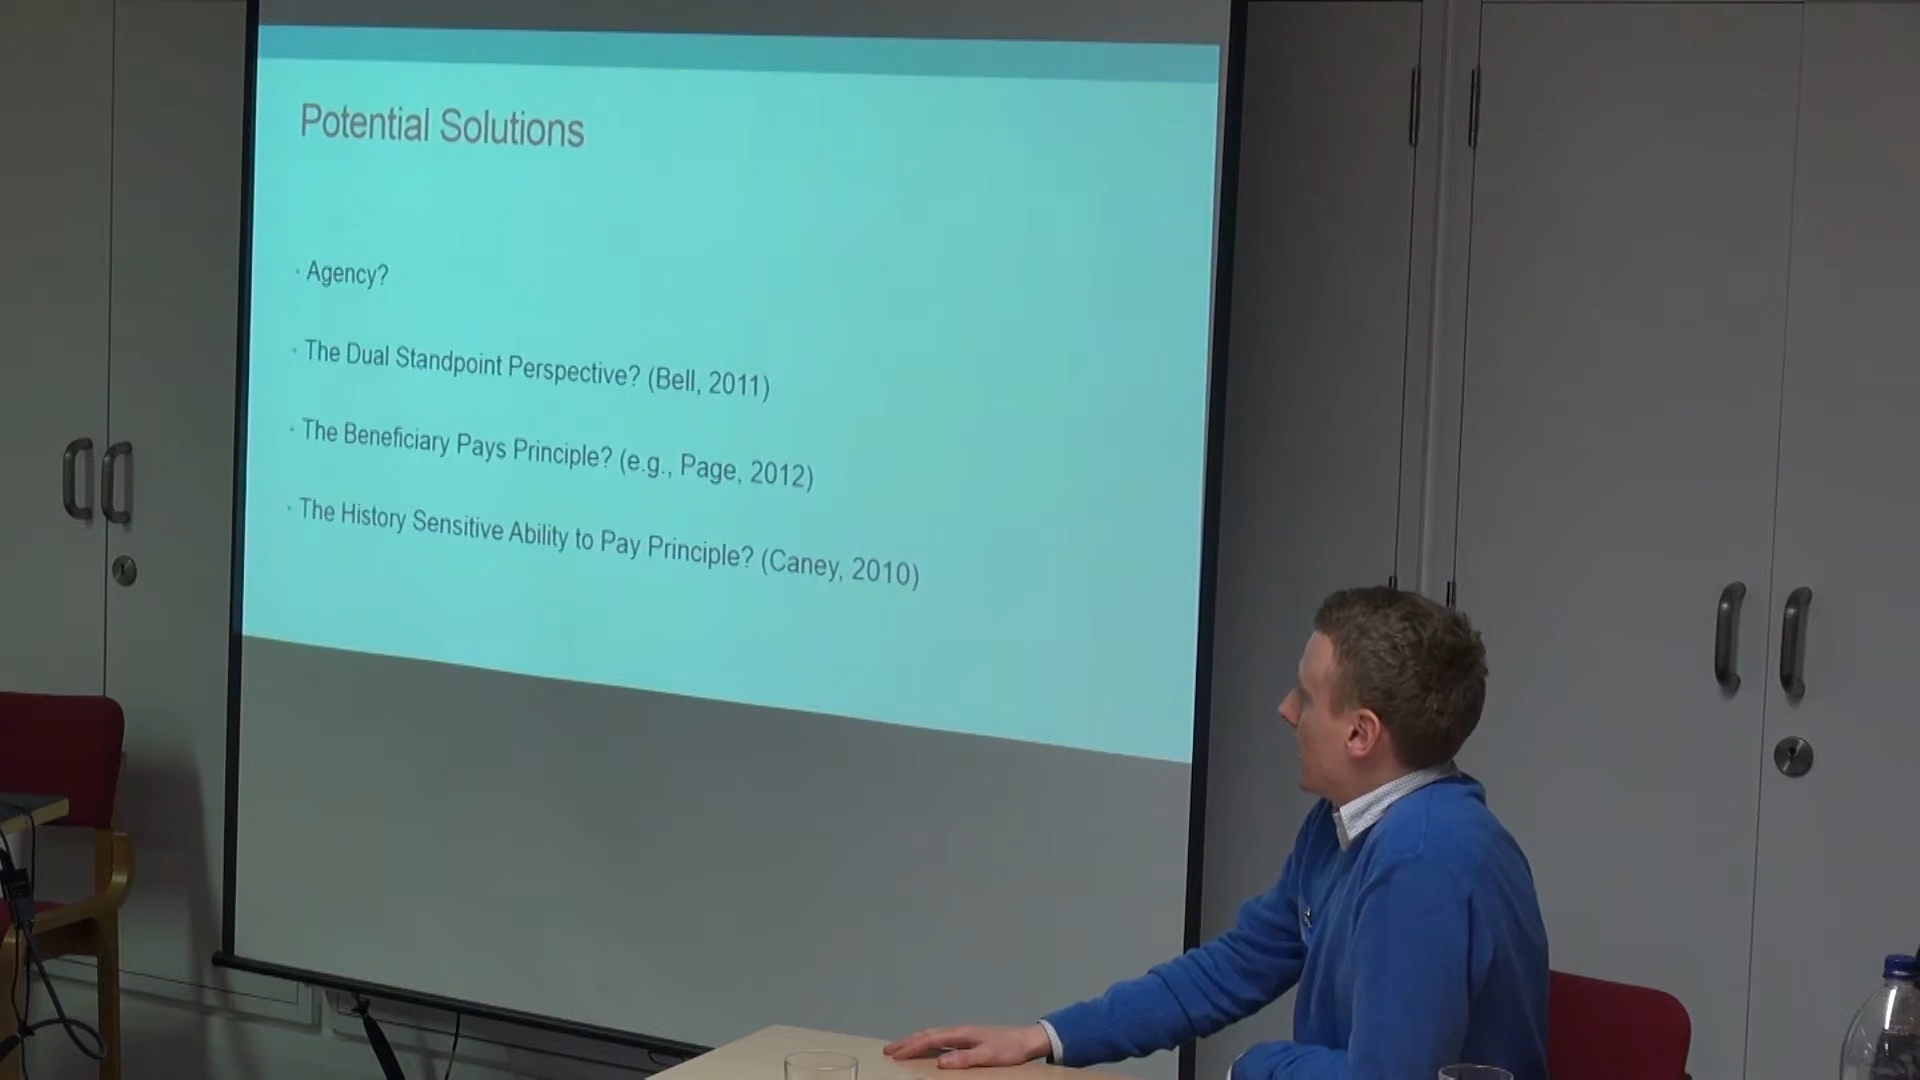 Potential Solutions
· Agency?
· The Dual Standpoint Perspective? (Bell, 2011)
· The Beneficiary Pays Principle? (e.g., Page, 2012)
· The History Sensitive Ability to Pay Principle? (Caney, 2010)